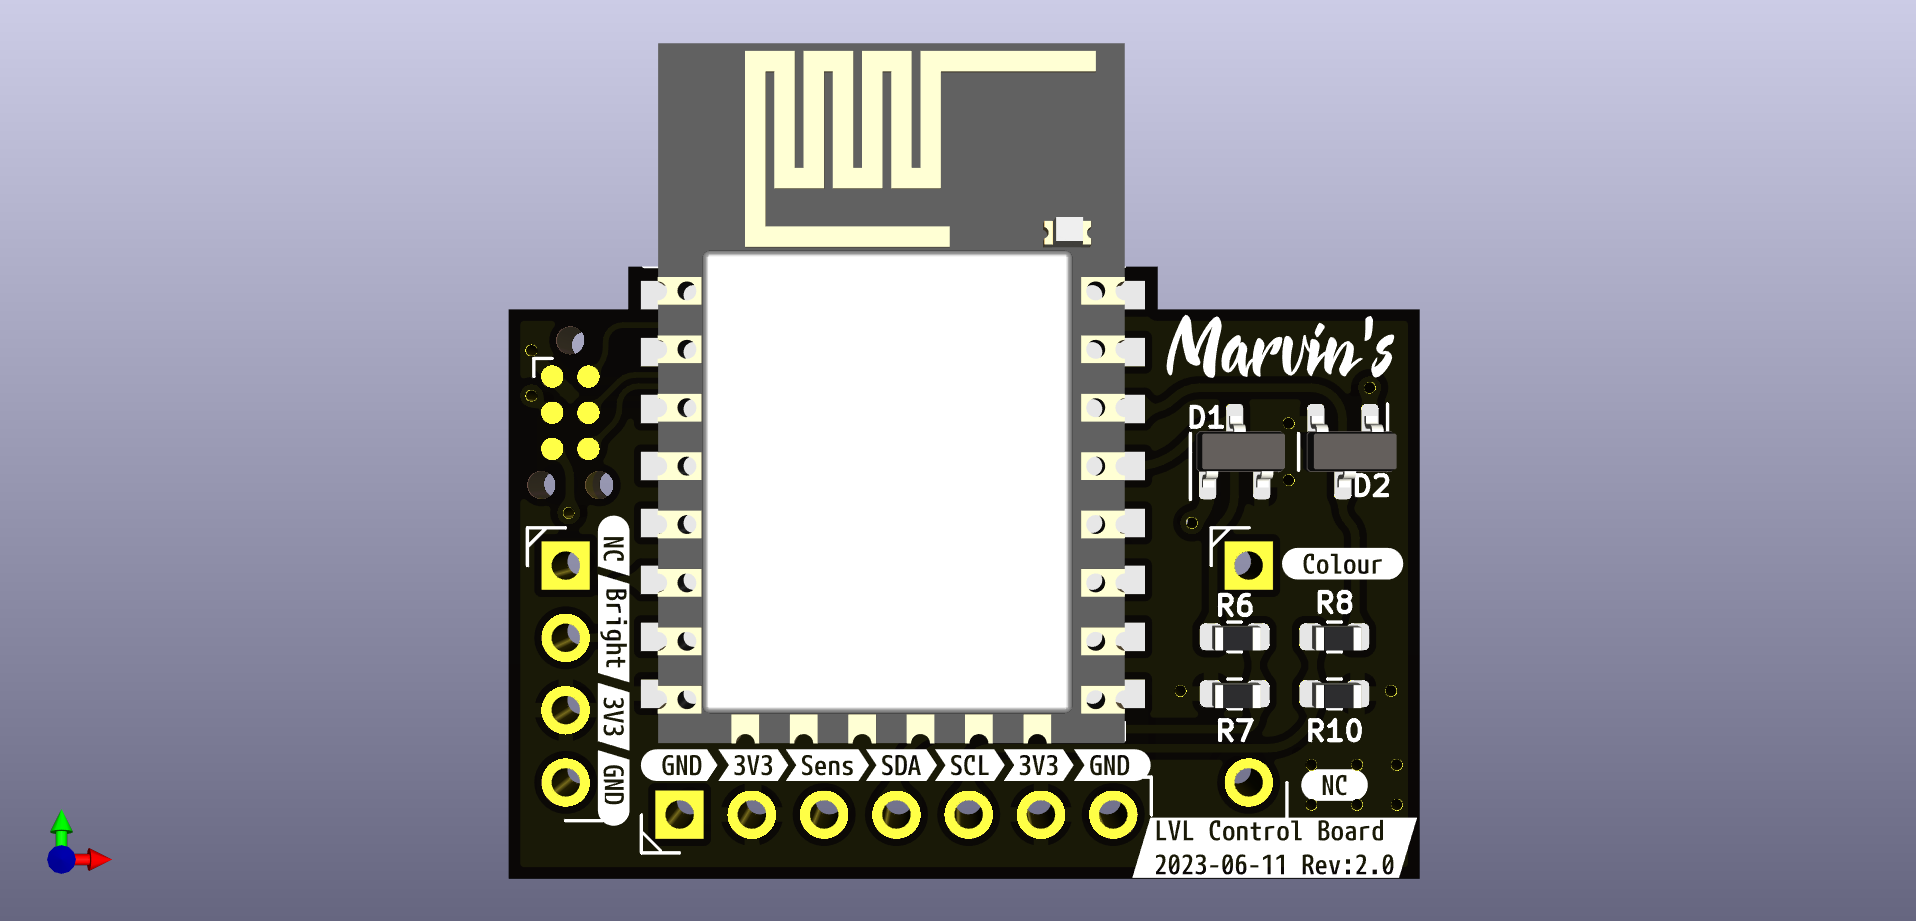 Marvin's
D1
D2
NC
Bright
3V3
GND
Colour
R6 R8
R7 R10
GND 3V3 Sens SDA SCL 3V3 GND
NC
LVL Control Board
2023-06-11 Rev:2.0